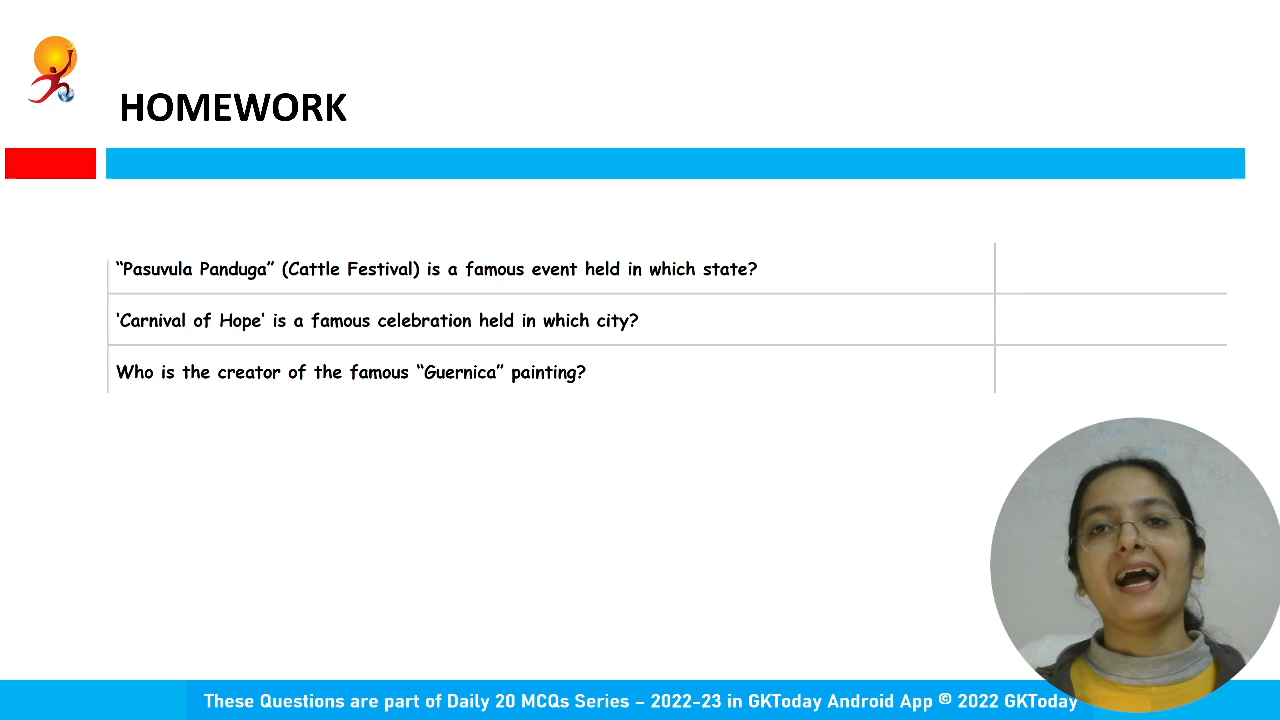 HOMEWORK
“Pasuvula Panduga” (Cattle Festival) is a famous event held in which state?
‘Carnival of Hope’ is a famous celebration held in which city?
Who is the creator of the famous “Guernica” painting?
These Questions are part of Daily 20 MCQs Series – 2022-23 in GKToday Android App © 2022 GKToday